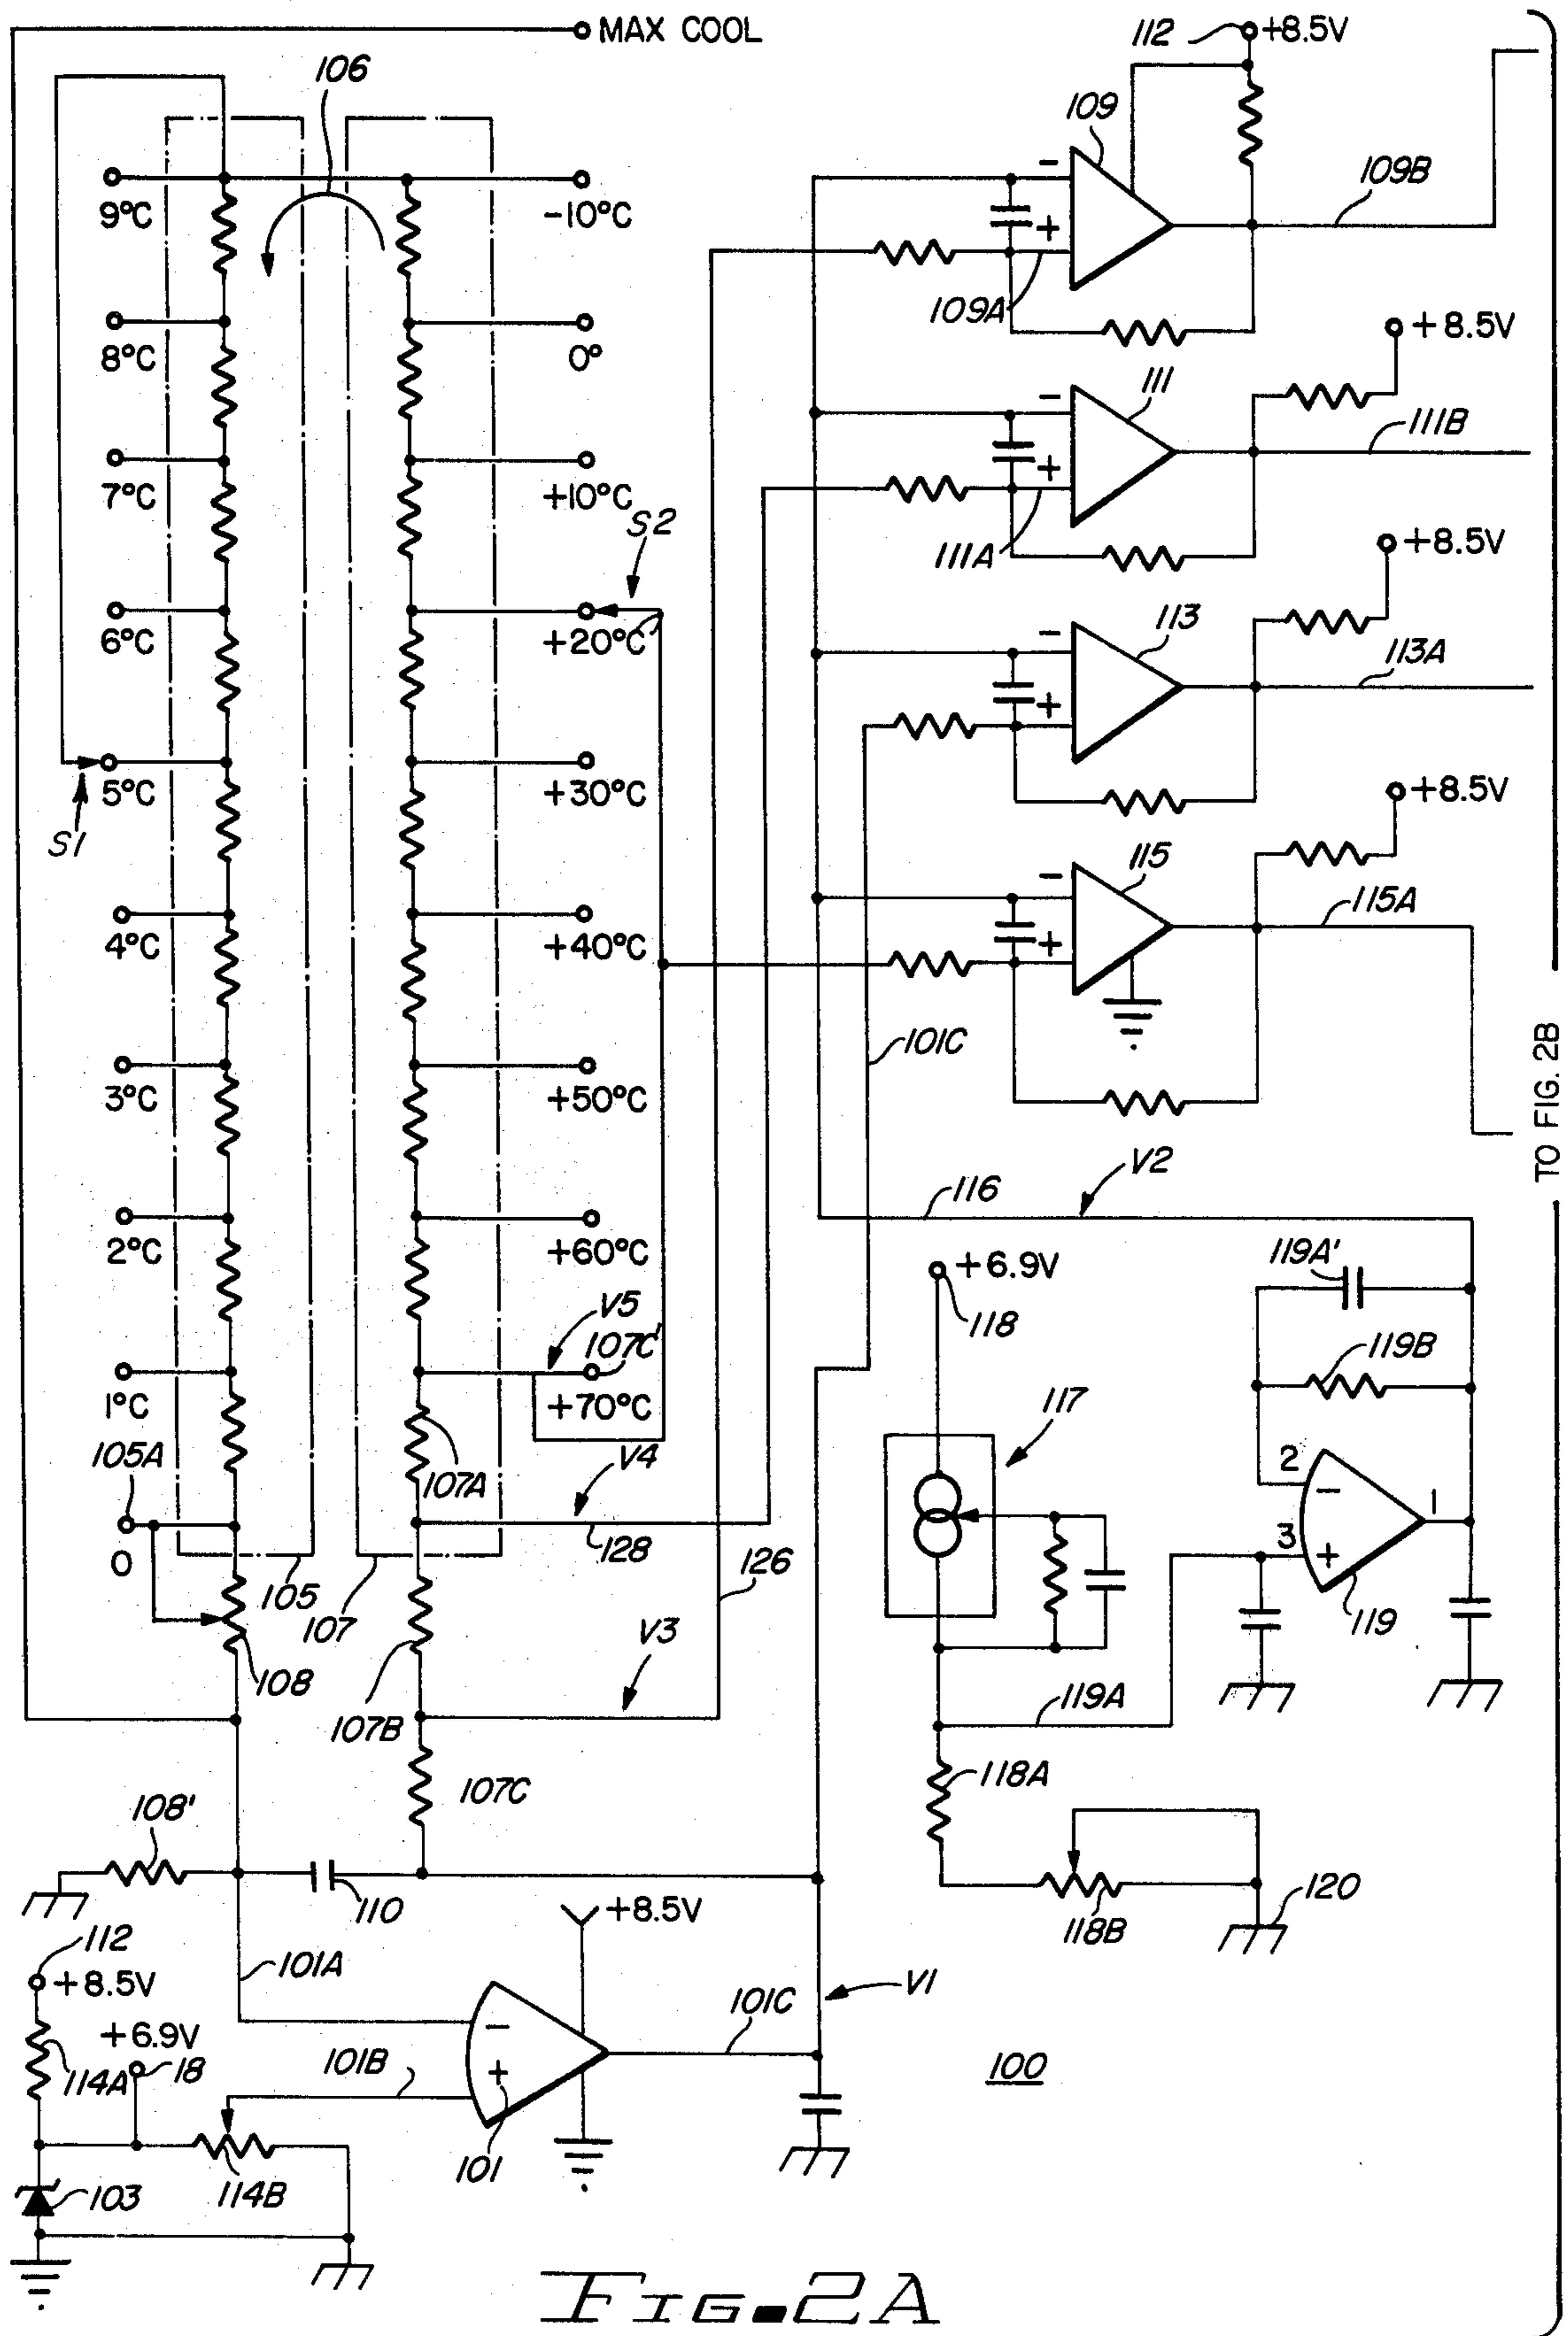 MAX COOL
106
9°C
-10°C
8°C
0°
7°C
+10°C
S2
6°C
+20°C
5°C
+30°C
S1
4°C
+40°C
3°C
+50°C
2°C
+60°C
V5
107C'
1°C
+70°C
105A
107A
V4
0
128
105
107
126
V3
108
107B
107C
108'
110
+8.5V
112
+8.5V
101A
+6.9V
18
114A
101B
101C
V1
-
+
101
103
114B
100
112
+8.5V
109
-
+
109A
109B
+8.5V
111
-
+
111A
111B
+8.5V
113
-
+
113A
+8.5V
115
-
+
115A
101C
V2
116
+6.9V
118
119A'
119B
117
2
-
1
3
+
119
119A
118A
118B
120
TO FIG. 2B
FIG. 2A